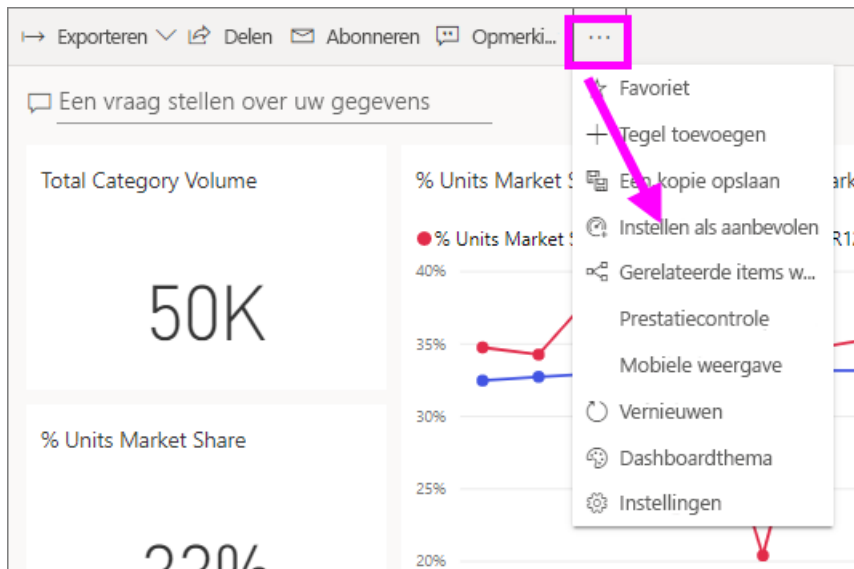 Exporteren Delen Abonneren Opmerki... ...
Een vraag stellen over uw gegevens
Total Category Volume
50K
% Units Market Share
% Units Market
% Units Market
40%
35%
30%
25%
20%
Favoriet
Tegel toevoegen
Een kopie opslaan
Instellen als aanbevolen
Gerelateerde items w...
Prestatiecontrole
Mobiele weergave
Vernieuwen
Dashboardthema
Instellingen